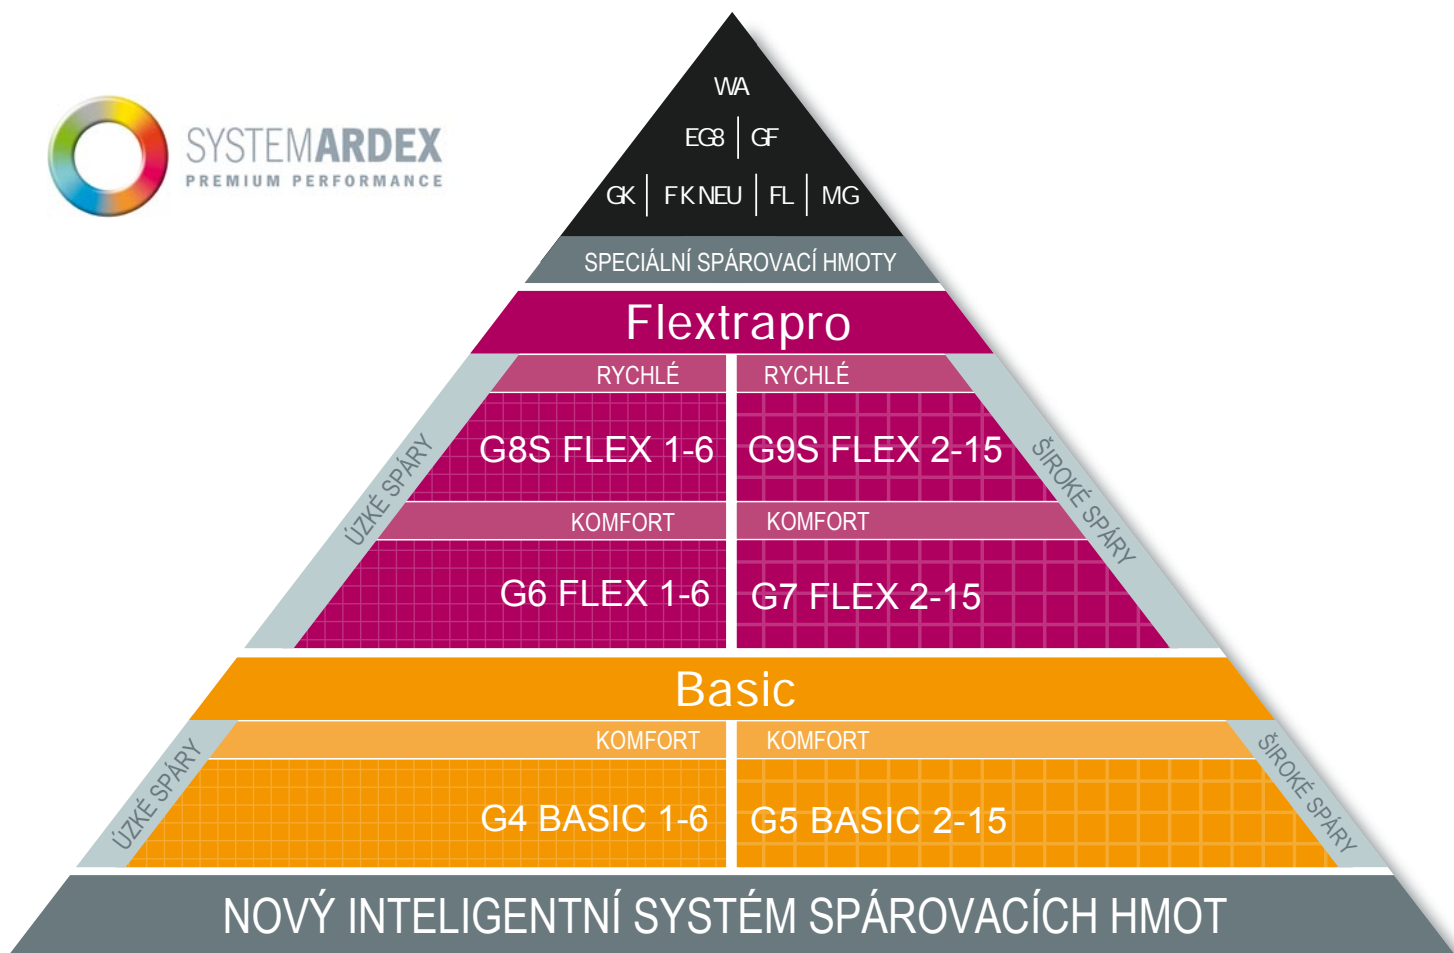 WA
SYSTEMARDEX
PREMIUM PERFORMANCE
EG8 | GF
GK | FK NEU | FL | MG
SPECIÁLNÍ SPÁROVACÍ HMOTY
Flextrapro
RYCHLÉ RYCHLÉ
G8S FLEX 1-6 G9S FLEX 2-15
ÚZKÉ SPÁRY
ŠIROKÉ SPÁRY
KOMFORT KOMFORT
G6 FLEX 1-6 G7 FLEX 2-15
Basic
KOMFORT KOMFORT
ÚZKÉ SPÁRY
ŠIROKÉ SPÁRY
G4 BASIC 1-6 G5 BASIC 2-15
NOVÝ INTELIGENTNÍ SYSTÉM SPÁROVACÍCH HMOT